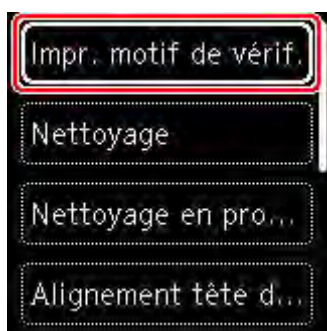 Impr. motif de vérif.
Nettoyage
Nettoyage en pro...
Alignement tête d...